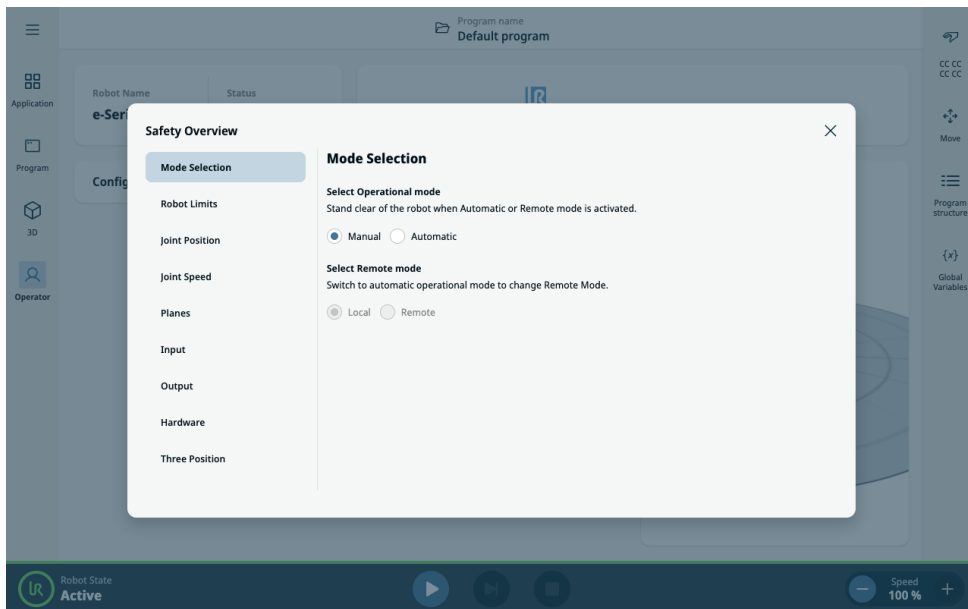 Program name
Default program
Application
Program
3D
Operator
Robot Name
Status
e-Seri
Config
Safety Overview
Mode Selection
Robot Limits
Joint Position
Joint Speed
Planes
Input
Output
Hardware
Three Position
Mode Selection
Select Operational mode
Stand clear of the robot when Automatic or Remote mode is activated.
Manual
Automatic
Select Remote mode
Switch to automatic operational mode to change Remote Mode.
Local
Remote
CC CC
CC CC
Move
Program
structure
{x}
Global
Variables
Robot State
Active
Speed
100 %